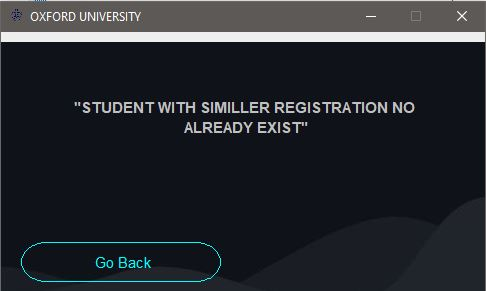 OXFORD UNIVERSITY
"STUDENT WITH SIMILLER REGISTRATION NO
ALREADY EXIST"
Go Back